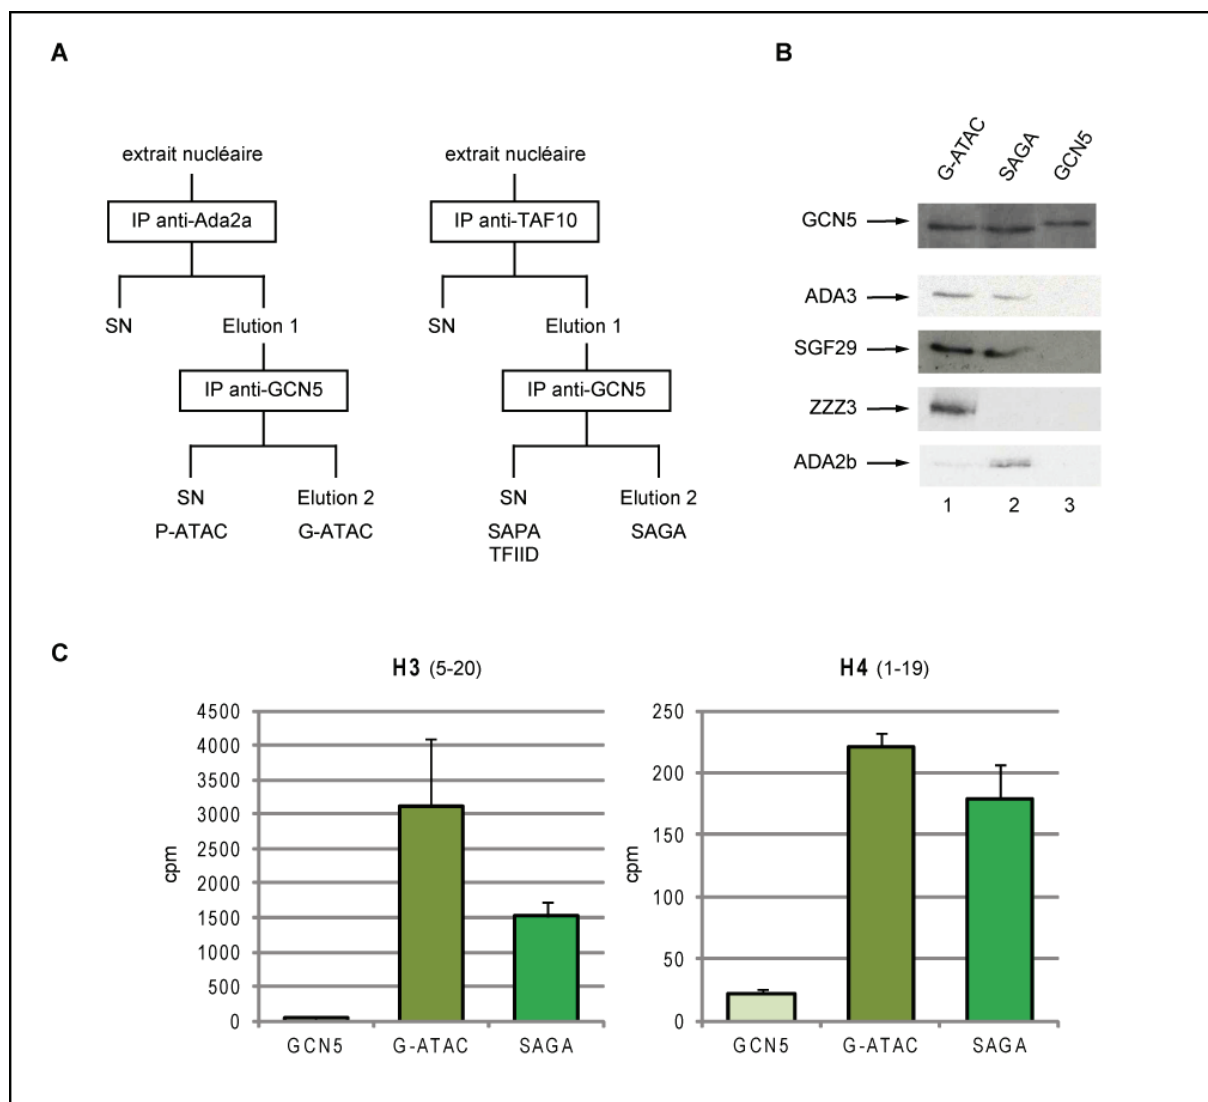 A
extrait nucléaire
IP anti-Ada2a
SN
Elution 1
IP anti-GCN5
SN
Elution 2
P-ATAC
G-ATAC
extrait nucléaire
IP anti-TAF10
SN
Elution 1
IP anti-GCN5
SN
Elution 2
SAPA
TFIID
SAGA
B
G-ATAC
SAGA
GCN5
GCN5
ADA3
SGF29
ZZZ3
ADA2b
1 2 3
C
H3 (5-20)
cpm
4500
4000
3500
3000
2500
2000
1500
1000
500
0
GCN5 G-ATAC SAGA
H4 (1-19)
cpm
250
200
150
100
50
0
GCN5 G-ATAC SAGA